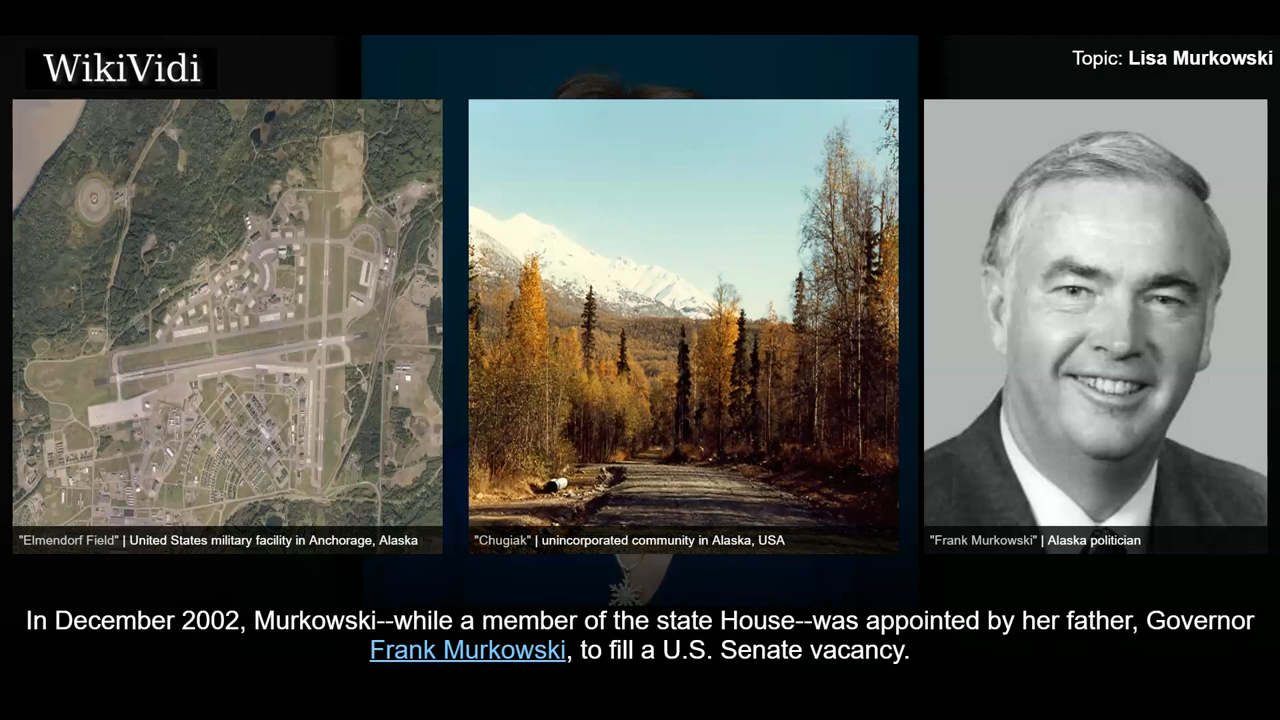 WikiVidi
Topic: Lisa Murkowski
"Elmendorf Field" | United States military facility in Anchorage, Alaska
"Chugiak" | unincorporated community in Alaska, USA
"Frank Murkowski" | Alaska politician
In December 2002, Murkowski--while a member of the state House--was appointed by her father, Governor
Frank Murkowski, to fill a U.S. Senate vacancy.